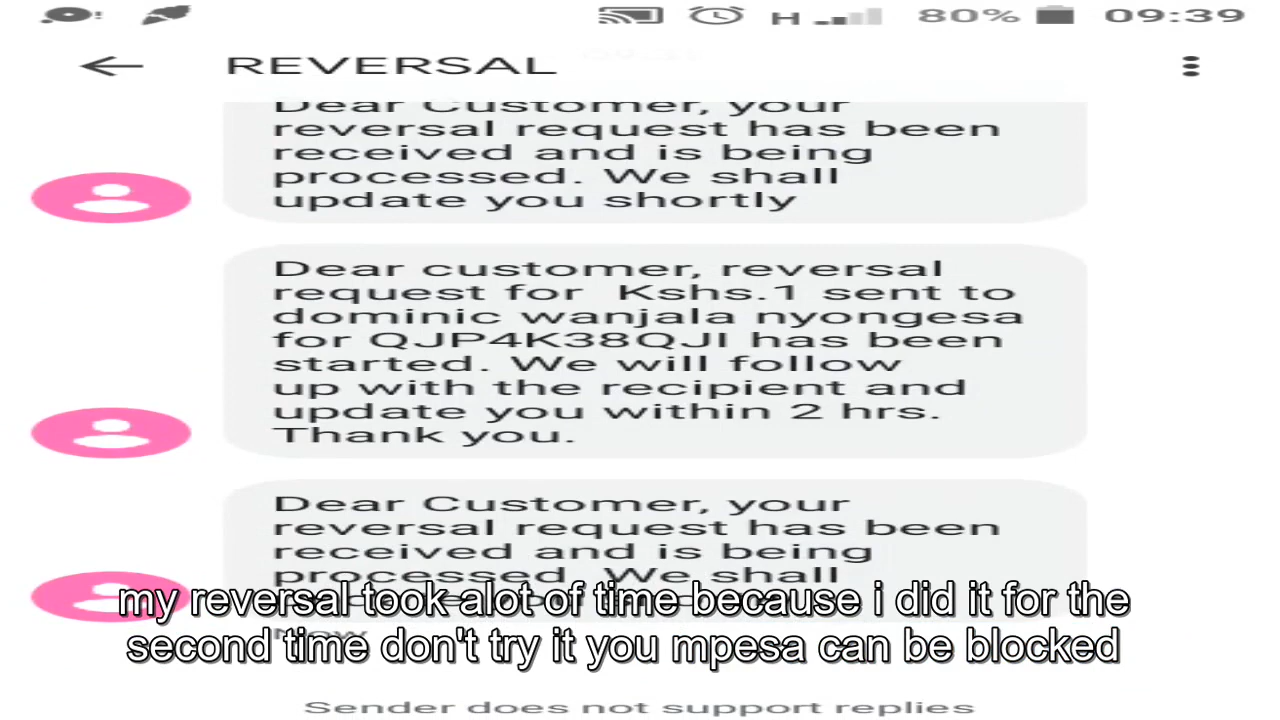 H 80% 09:39
REVERSAL
Dear Customer, your
reversal request has been
received and is being
processed. We shall
update you shortly
Dear customer, reversal
request for Kshs.1 sent to
dominic wanjala nyongesa
for QJP4K38QJI has been
started. We will follow
up with the recipient and
update you within 2 hrs.
Thank you.
Dear Customer, your
reversal request has been
received and is being
processed. We shall
my reversal took alot of time because i did it for the
second time don't try it you mpesa can be blocked
Now
Sender does not support replies